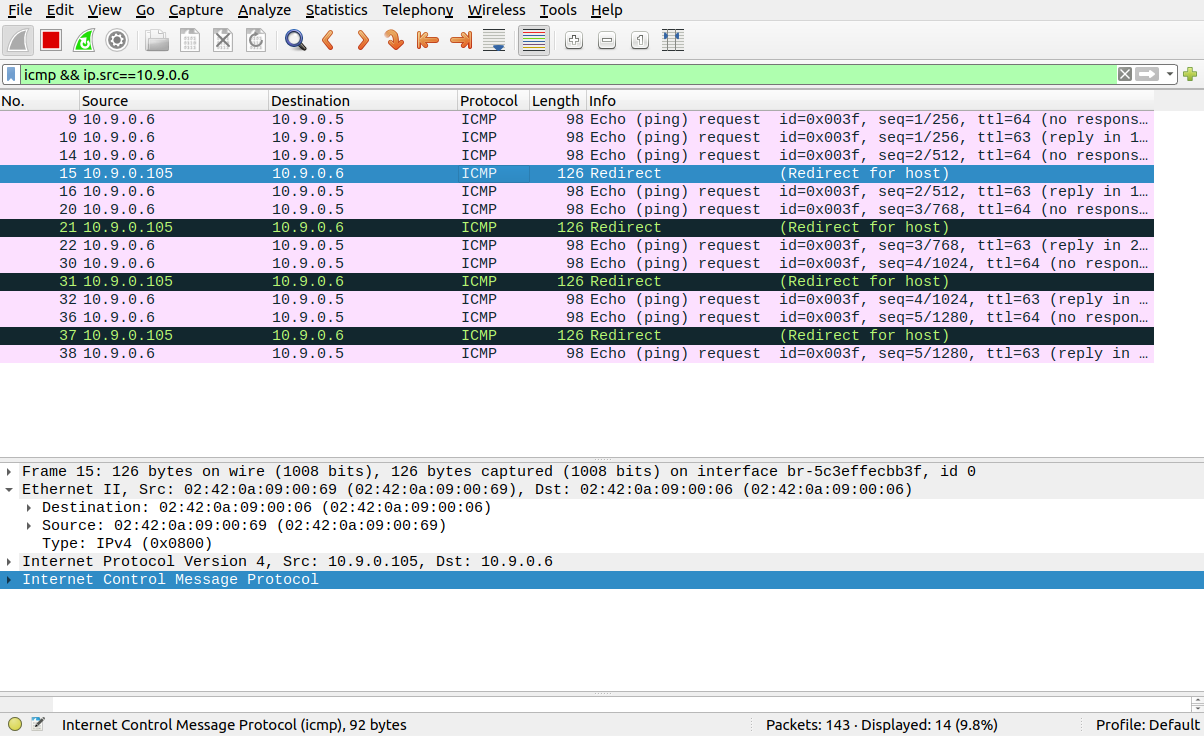 File Edit View Go Capture Analyze Statistics Telephony Wireless Tools Help
icmp && ip.src==10.9.0.6
No. Source Destination Protocol Length Info
9 10.9.0.6 10.9.0.5 ICMP 98 Echo (ping) request id=0x003f, seq=1/256, ttl=64 (no respons…
10 10.9.0.6 10.9.0.5 ICMP 98 Echo (ping) request id=0x003f, seq=1/256, ttl=63 (reply in 1…
14 10.9.0.6 10.9.0.5 ICMP 98 Echo (ping) request id=0x003f, seq=2/512, ttl=64 (no respons…
15 10.9.0.105 10.9.0.6 ICMP 126 Redirect (Redirect for host)
16 10.9.0.6 10.9.0.5 ICMP 98 Echo (ping) request id=0x003f, seq=2/512, ttl=63 (reply in 1…
20 10.9.0.6 10.9.0.5 ICMP 98 Echo (ping) request id=0x003f, seq=3/768, ttl=64 (no respons…
21 10.9.0.105 10.9.0.6 ICMP 126 Redirect (Redirect for host)
22 10.9.0.6 10.9.0.5 ICMP 98 Echo (ping) request id=0x003f, seq=3/768, ttl=63 (reply in 2…
30 10.9.0.6 10.9.0.5 ICMP 98 Echo (ping) request id=0x003f, seq=4/1024, ttl=64 (no respon…
31 10.9.0.105 10.9.0.6 ICMP 126 Redirect (Redirect for host)
32 10.9.0.6 10.9.0.5 ICMP 98 Echo (ping) request id=0x003f, seq=4/1024, ttl=63 (reply in …
36 10.9.0.6 10.9.0.5 ICMP 98 Echo (ping) request id=0x003f, seq=5/1280, ttl=64 (no respon…
37 10.9.0.105 10.9.0.6 ICMP 126 Redirect (Redirect for host)
38 10.9.0.6 10.9.0.5 ICMP 98 Echo (ping) request id=0x003f, seq=5/1280, ttl=63 (reply in …
Frame 15: 126 bytes on wire (1008 bits), 126 bytes captured (1008 bits) on interface br-5c3effecbb3f, id 0
Ethernet II, Src: 02:42:0a:09:00:69 (02:42:0a:09:00:69), Dst: 02:42:0a:09:00:06 (02:42:0a:09:00:06)
Destination: 02:42:0a:09:00:06 (02:42:0a:09:00:06)
Source: 02:42:0a:09:00:69 (02:42:0a:09:00:69)
Type: IPv4 (0x0800)
Internet Protocol Version 4, Src: 10.9.0.105, Dst: 10.9.0.6
Internet Control Message Protocol
Internet Control Message Protocol (icmp), 92 bytes Packets: 143 · Displayed: 14 (9.8%) Profile: Default